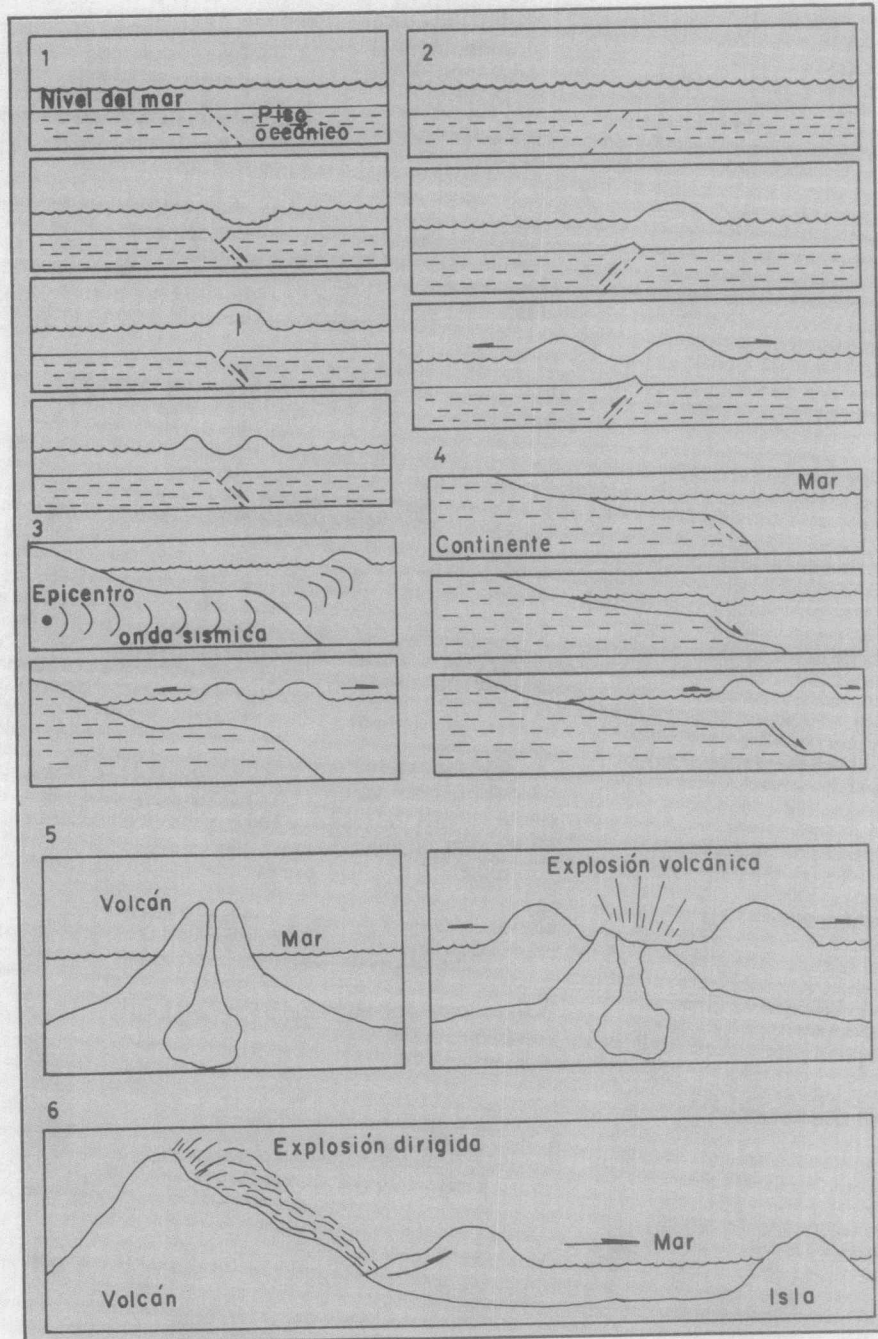 1
Nivel del mar
Piso
oceánico
2
3
Epicentro
onda sísmica
4
Mar
Continente
5
Volcán
Mar
Explosión volcánica
6
Explosión dirigida
Mar
Volcán
Isla